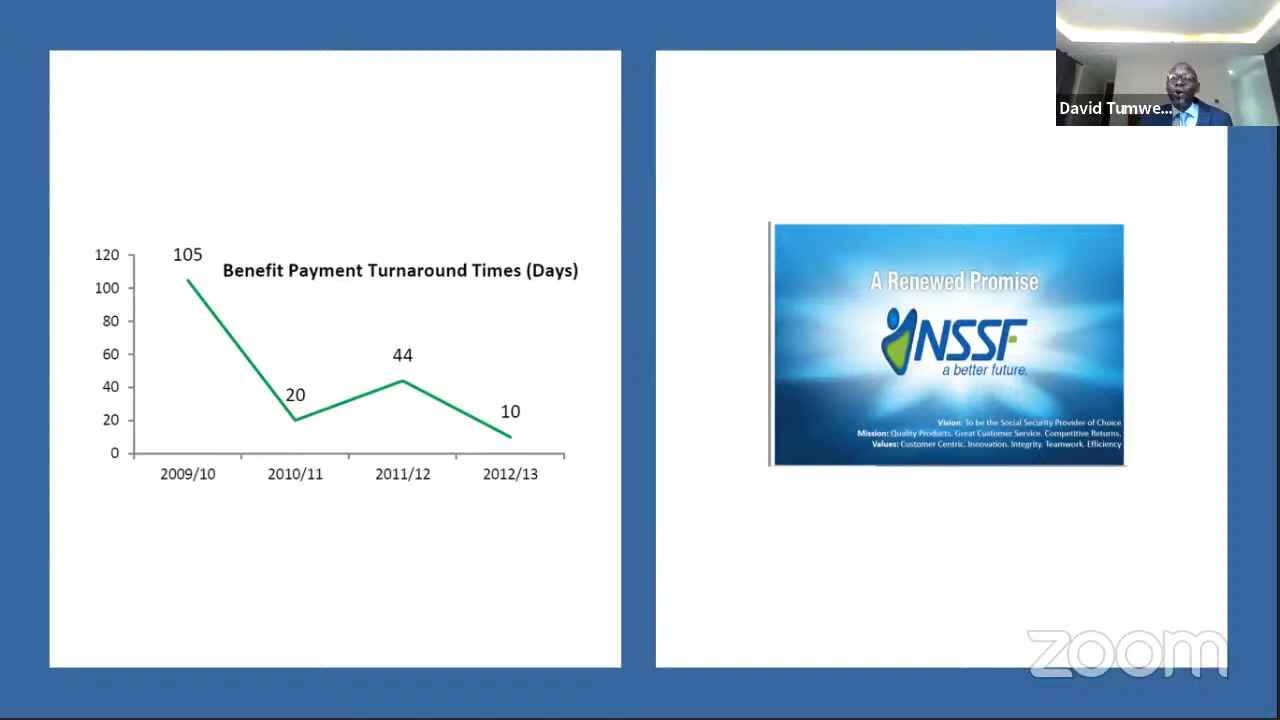 David Tumwe...
Benefit Payment Turnaround Times (Days)
120
100
80
60
40
20
0
105
20
44
10
2009/10 2010/11 2011/12 2012/13
A Renewed Promise
NSSF
a better future.
Vision: To be the Social Security Provider of Choice
Mission: Quality Products. Great Customer Service. Competitive Returns.
Values: Customer Centric. Innovation. Integrity. Teamwork. Efficiency
zoom